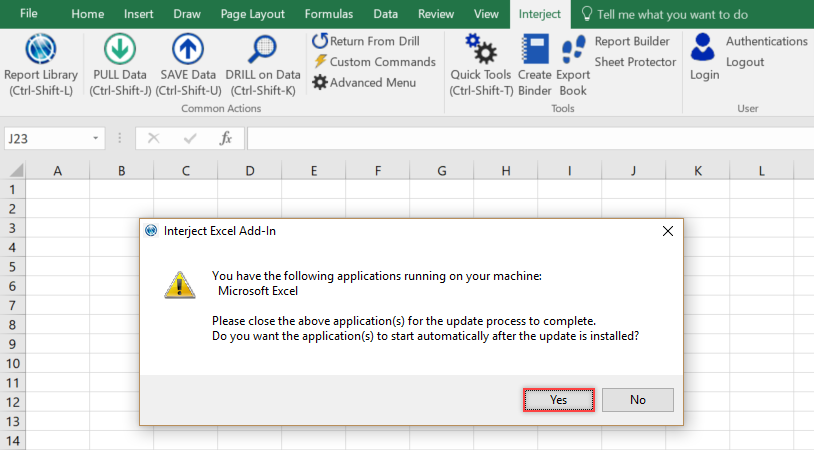 File Home Insert Draw Page Layout Formulas Data Review View Interject Tell me what you want to do
Report Library
(Ctrl-Shift-L)
PULL Data
(Ctrl-Shift-J)
SAVE Data
(Ctrl-Shift-U)
DRILL on Data
(Ctrl-Shift-K)
Return From Drill
Custom Commands
Advanced Menu
Common Actions
Quick Tools
(Ctrl-Shift-T)
Create
Binder
Export
Book
Report Builder
Sheet Protector
Tools
Login
Authentications
Logout
User
J23 fx
A B C D E F G H I J K L
1
2
3
4
5
6
7
8
9
10
11
12
13
14
Interject Excel Add-In
You have the following applications running on your machine:
Microsoft Excel
Please close the above application(s) for the update process to complete.
Do you want the application(s) to start automatically after the update is installed?
Yes No